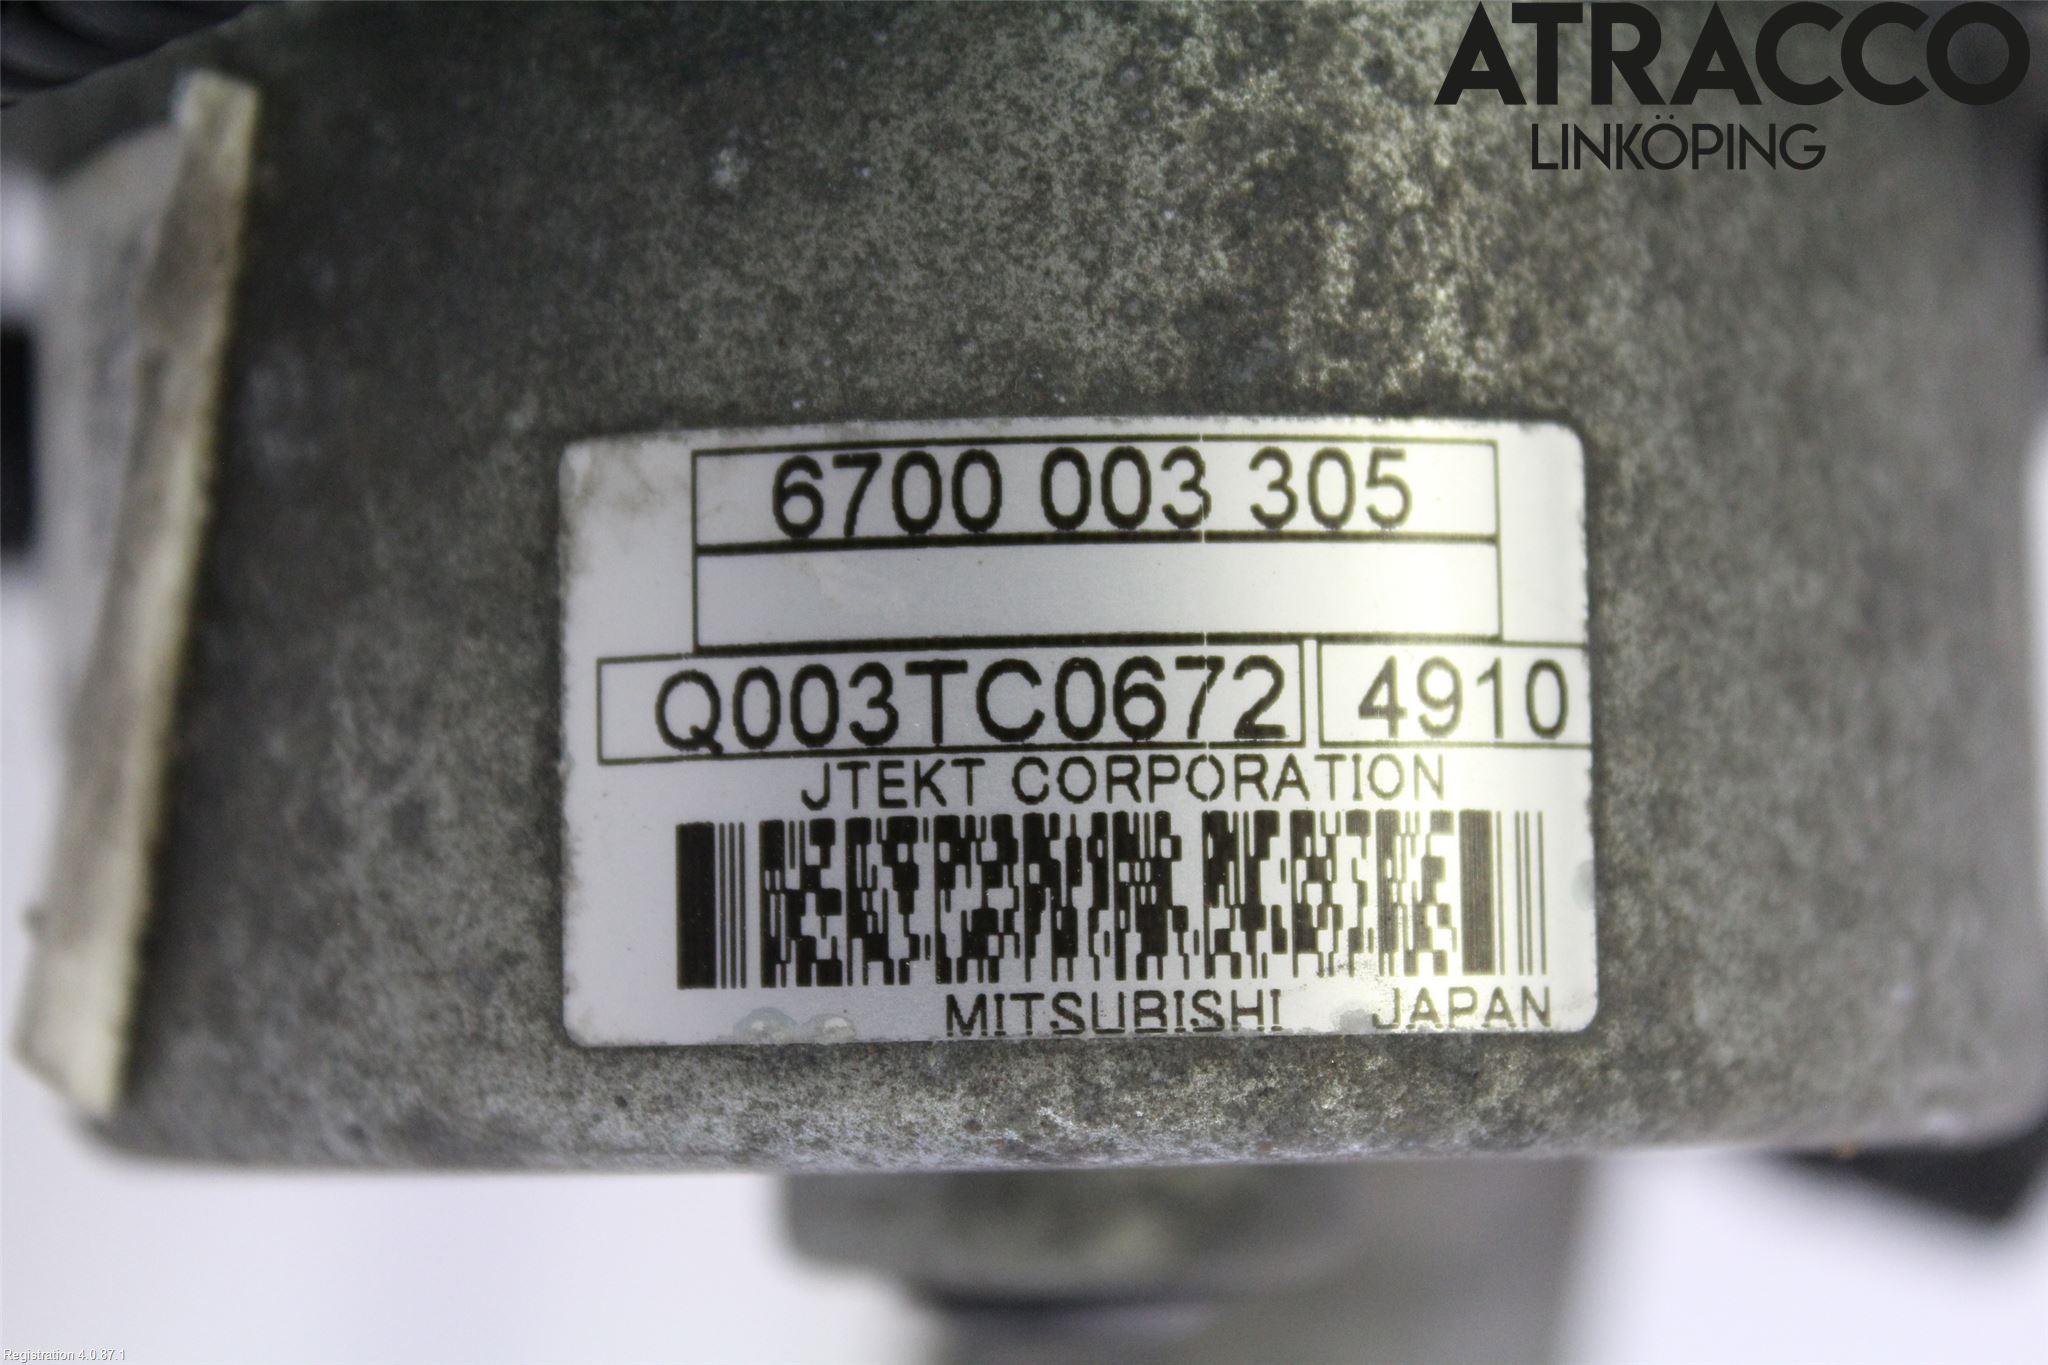 ATRACCO
LINKÖPING
6700 003 305
Q003TC0672 4910
JTEKT CORPORATION
MITSUBISHI JAPAN
Registration 4.0.87.1